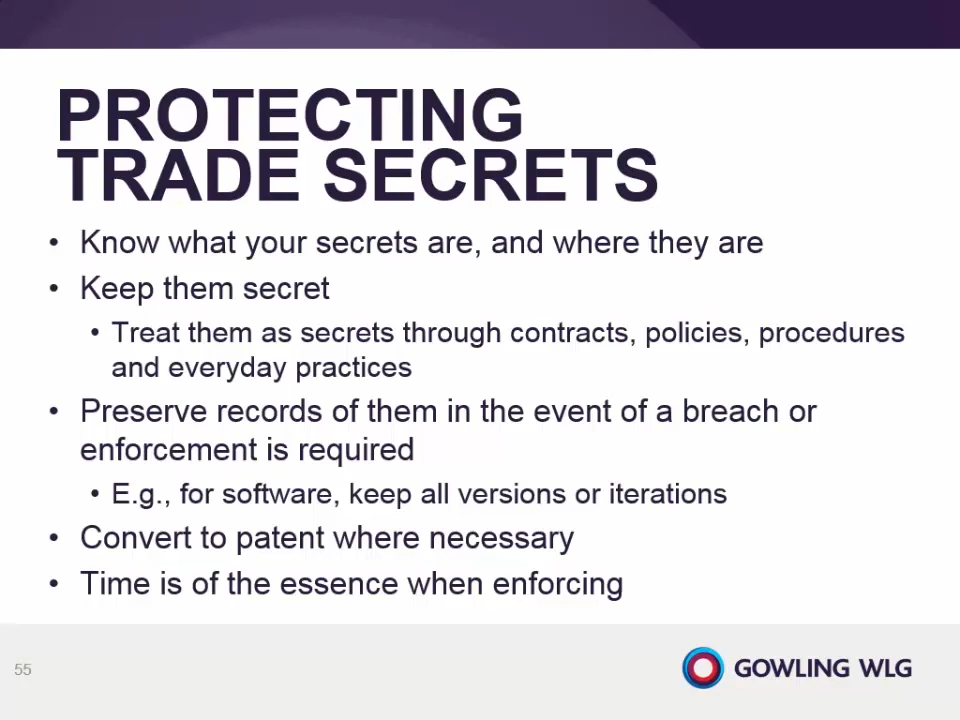 PROTECTING
TRADE SECRETS
• Know what your secrets are, and where they are
• Keep them secret
• Treat them as secrets through contracts, policies, procedures
and everyday practices
• Preserve records of them in the event of a breach or
enforcement is required
• E.g., for software, keep all versions or iterations
• Convert to patent where necessary
• Time is of the essence when enforcing
55
GOWLING WLG